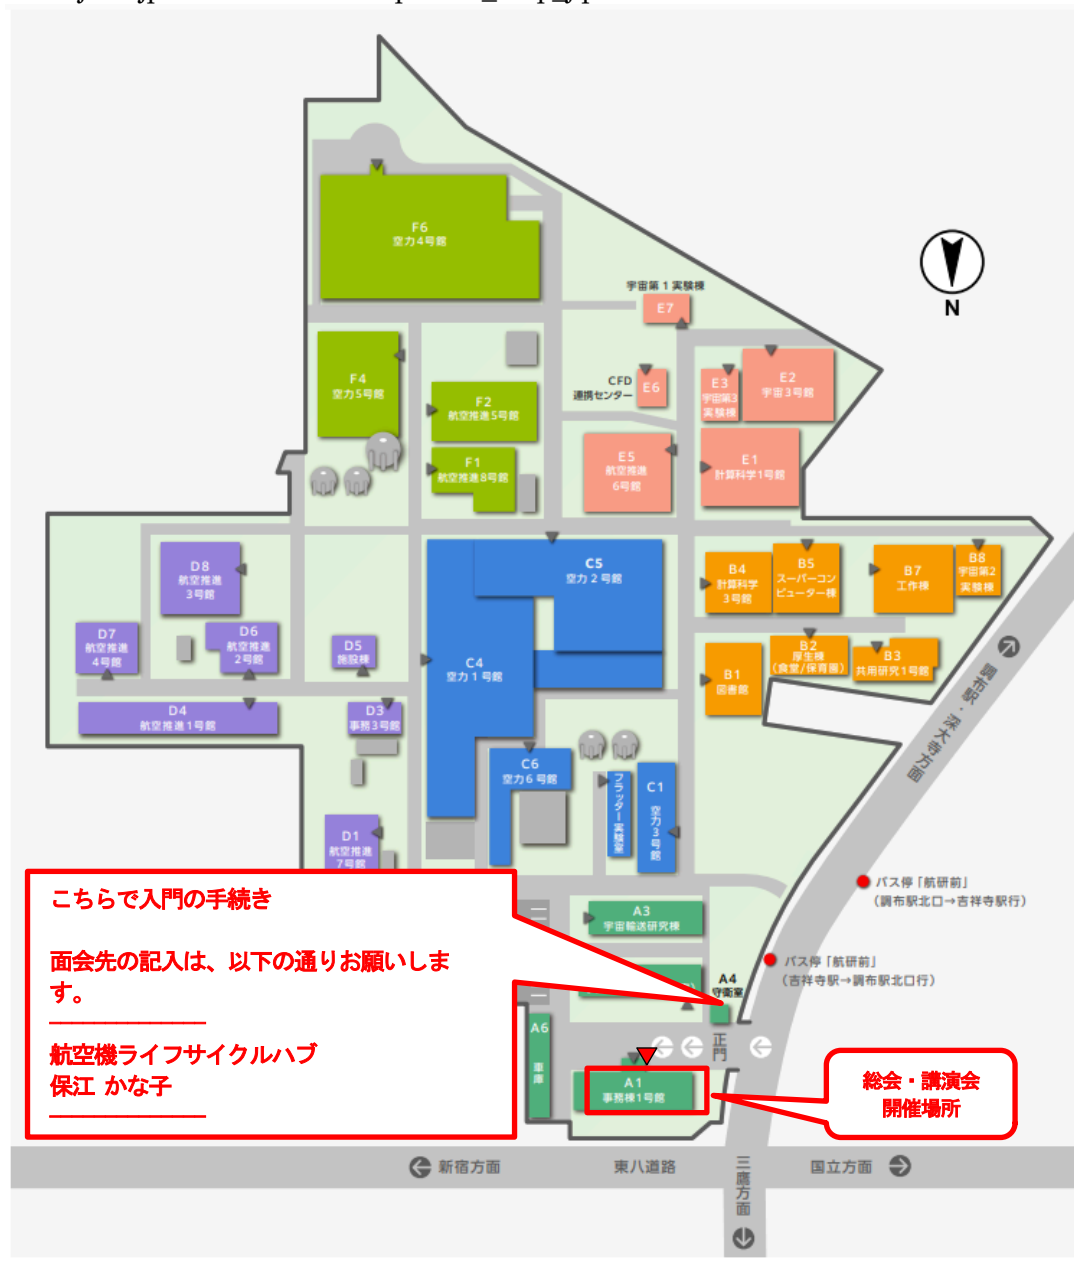 F6
空力4号館
宇宙第1実験棟
E7
N
F4
空力5号館
F2
航空推進5号館
CFD
連携センター
E6
E3
宇宙第3
実験棟
E2
宇宙3号館
F1
航空推進8号館
E5
航空推進
6号館
E1
計算科学1号館
D8
航空推進
3号館
C5
空力2号館
B4
計算科学
3号館
B5
スーパーコン
ピューター棟
B7
工作棟
B8
宇宙第2
実験棟
D7
航空推進
4号館
D6
航空推進
2号館
D5
施設棟
C4
空力1号館
B2
厚生棟
(食堂/保育園)
B3
共用研究1号館
B1
図書館
調布駅・深大寺方面
D4
航空推進1号館
D3
事務3号館
C6
空力6号館
フラッター実験室
C1
空力3号館
D1
航空推進
7号館
こちらで入門の手続き
面会先の記入は、以下の通りお願いしま
す。
航空機ライフサイクルハブ
保江 かな子
バス停「航研前」
(調布駅北口→吉祥寺駅行)
A3
宇宙輸送研究棟
バス停「航研前」
(吉祥寺駅→調布駅北口行)
A4
守衛室
A6
車庫
正門
A1
事務棟1号館
総会・講演会
開催場所
新宿方面
東八道路
三鷹方面
国立方面